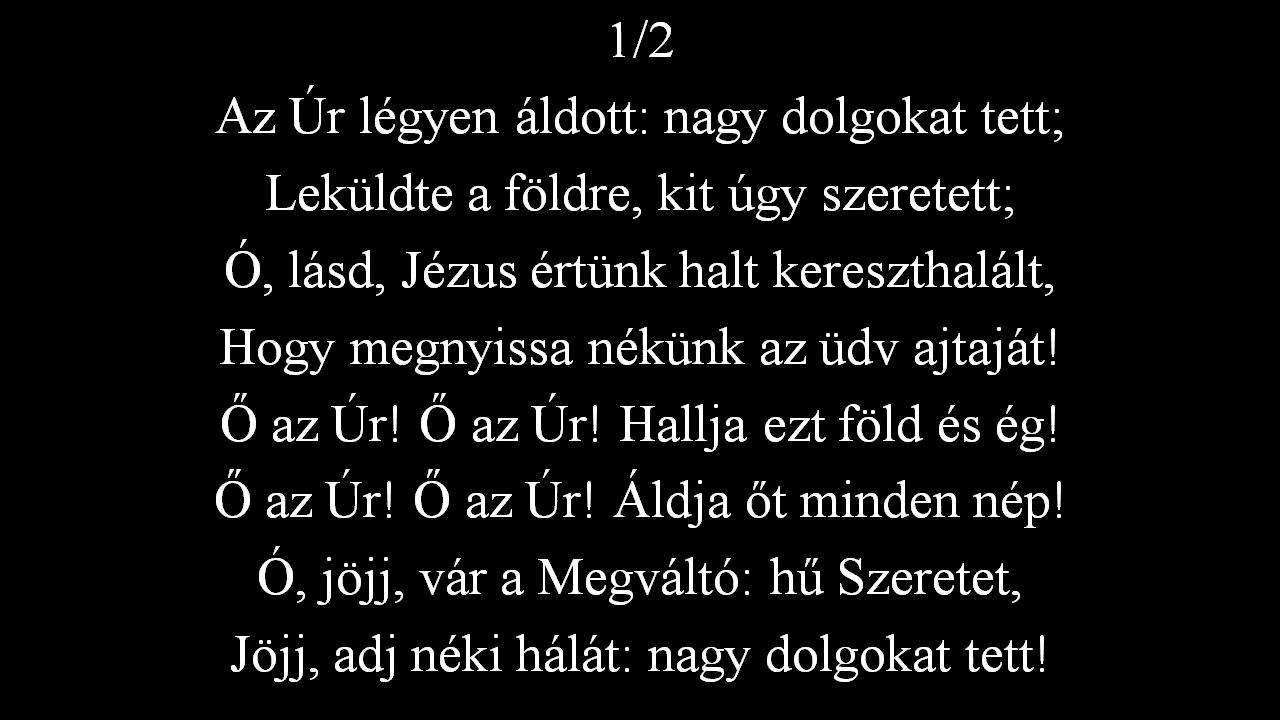 1/2
Az Úr légyen áldott: nagy dolgokat tett;
Leküldte a földre, kit úgy szeretett;
Ó, lásd, Jézus értünk halt kereszthalált,
Hogy megnyissa nékünk az üdv ajtaját!
Ő az Úr! Ő az Úr! Hallja ezt föld és ég!
Ő az Úr! Ő az Úr! Áldja őt minden nép!
Ó, jöjj, vár a Megváltó: hű Szeretet,
Jöjj, adj néki hálát: nagy dolgokat tett!